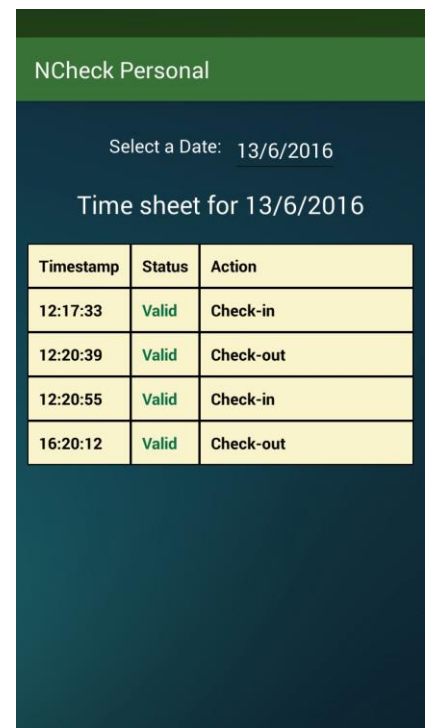 NCheck Personal
Select a Date: 13/6/2016
Time sheet for 13/6/2016
Timestamp Status Action
12:17:33 Valid Check-in
12:20:39 Valid Check-out
12:20:55 Valid Check-in
16:20:12 Valid Check-out